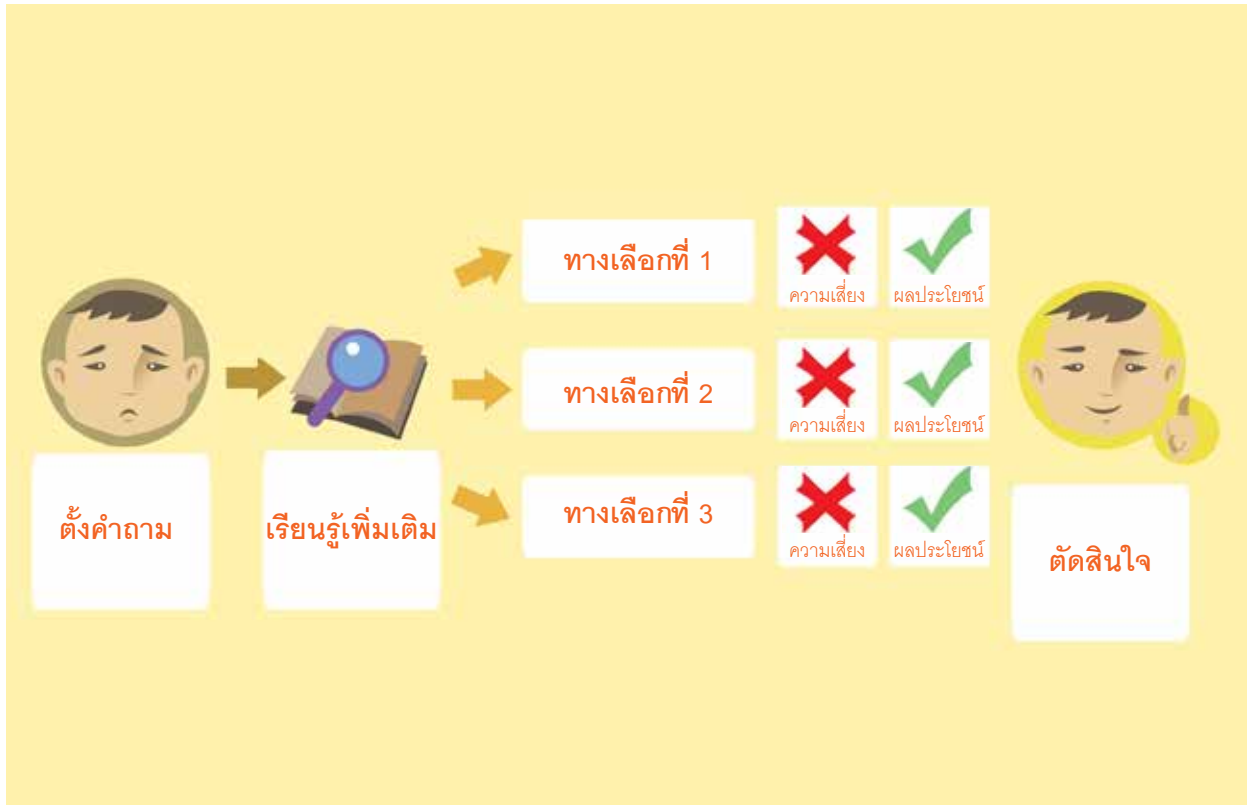 ตั้งคำถาม
เรียนรู้เพิ่มเติม
ทางเลือกที่ 1
ความเสี่ยง
ผลประโยชน์
ทางเลือกที่ 2
ความเสี่ยง
ผลประโยชน์
ทางเลือกที่ 3
ความเสี่ยง
ผลประโยชน์
ตัดสินใจ